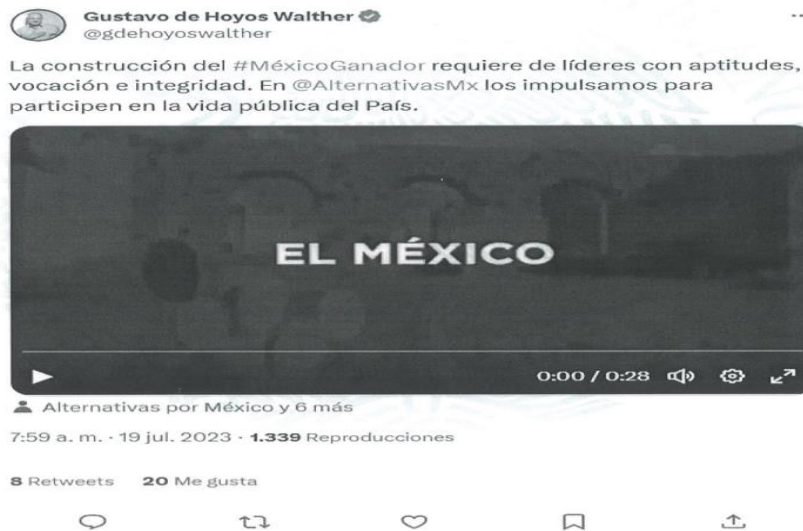 Gustavo de Hoyos Walther
@gdehoyoswalther
La construcción del #MéxicoGanador requiere de líderes con aptitudes,
vocación e integridad. En @AlternativasMx los impulsamos para
participen en la vida pública del País.
EL MÉXICO
0:00 / 0:28
Alternativas por México y 6 más
7:59 a. m. · 19 jul. 2023 · 1.339 Reproducciones
8 Retweets 20 Me gusta